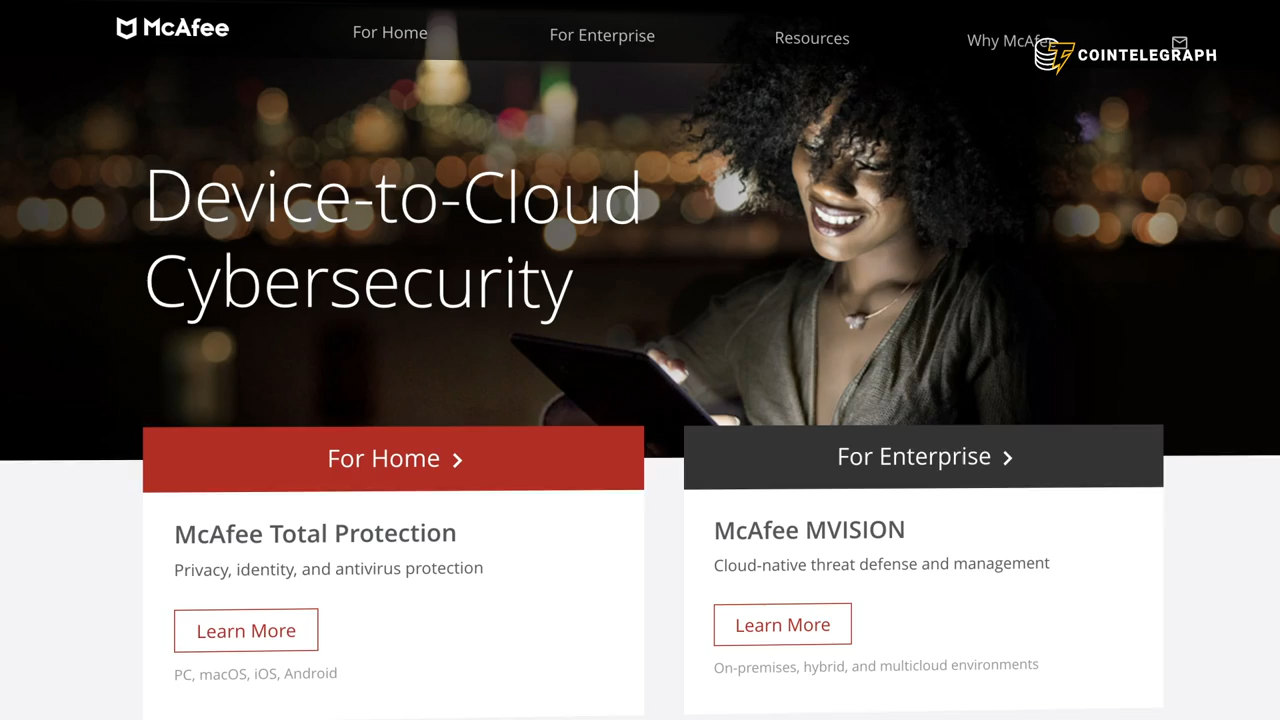 McAfee
For Home
For Enterprise
Resources
Why McAfee
COINTELEGRAPH
Device-to-Cloud
Cybersecurity
For Home
McAfee Total Protection
Privacy, identity, and antivirus protection
Learn More
PC, macOS, iOS, Android
For Enterprise
McAfee MVISION
Cloud-native threat defense and management
Learn More
On-premises, hybrid, and multicloud environments